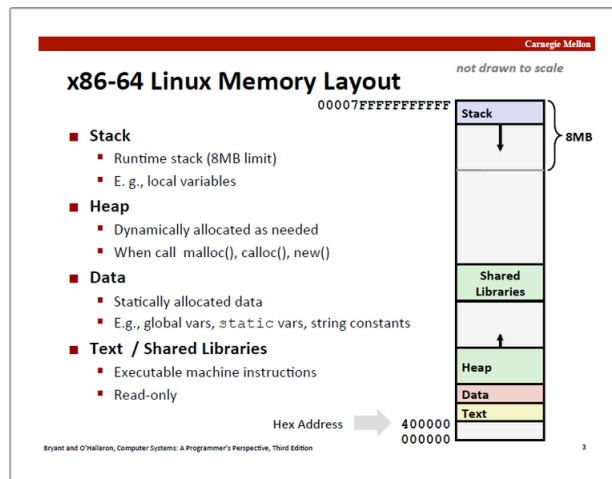 Carnegie Mellon
not drawn to scale
x86-64 Linux Memory Layout
00007FFFFFFFFFFF
Stack
8MB
■ Stack
▪ Runtime stack (8MB limit)
▪ E. g., local variables
■ Heap
▪ Dynamically allocated as needed
▪ When call malloc(), calloc(), new()
■ Data
▪ Statically allocated data
▪ E.g., global vars, static vars, string constants
■ Text / Shared Libraries
▪ Executable machine instructions
▪ Read-only
Shared
Libraries
Heap
Data
Text
Hex Address
400000
000000
Bryant and O'Hallaron, Computer Systems: A Programmer's Perspective, Third Edition
3